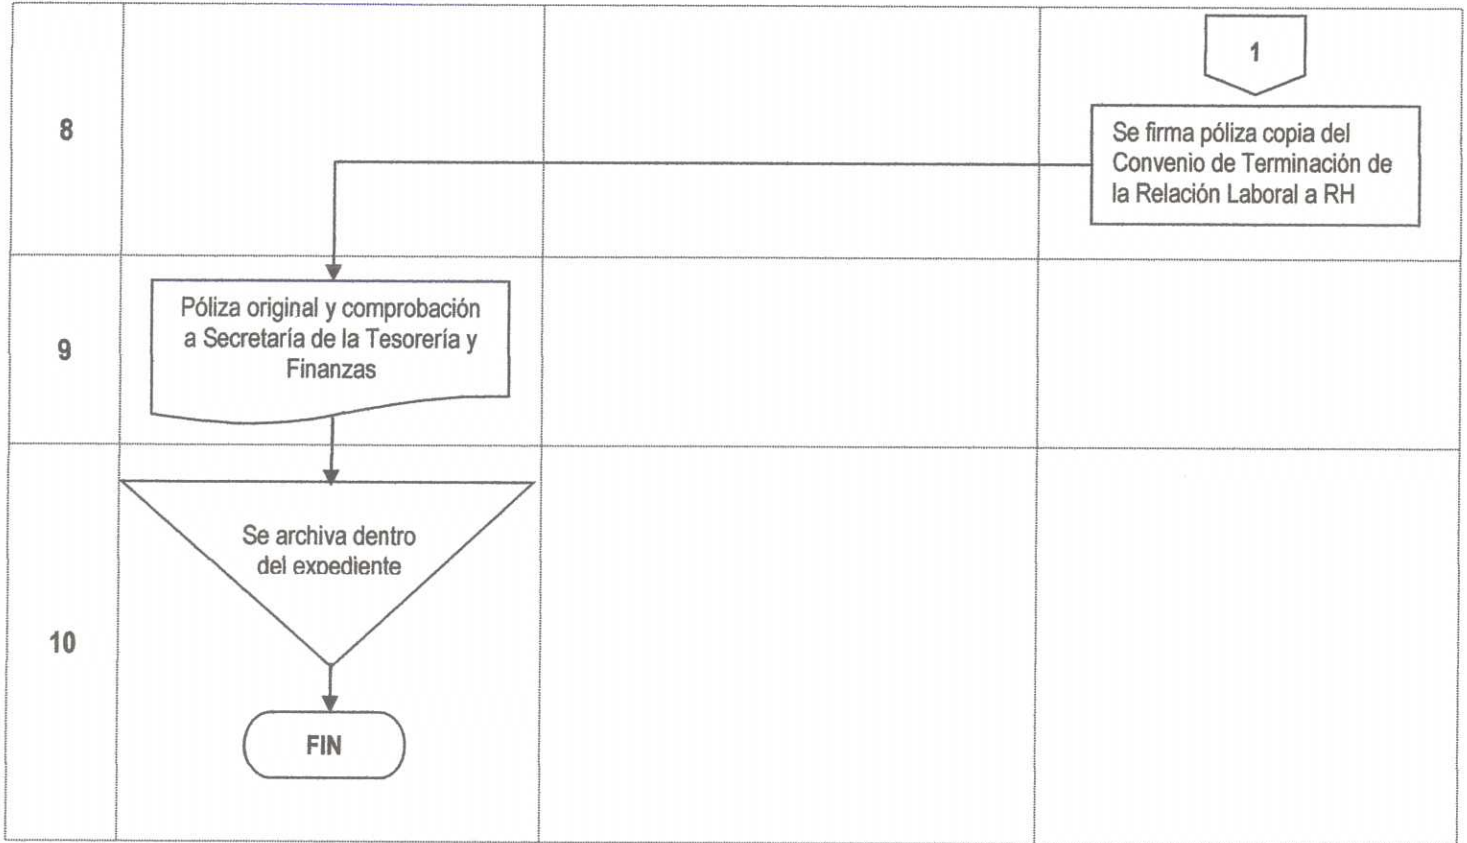 1
8
Se firma póliza copia del
Convenio de Terminación de
la Relación Laboral a RH
9
Póliza original y comprobación
a Secretaría de la Tesorería y
Finanzas
10
Se archiva dentro
del expediente
FIN